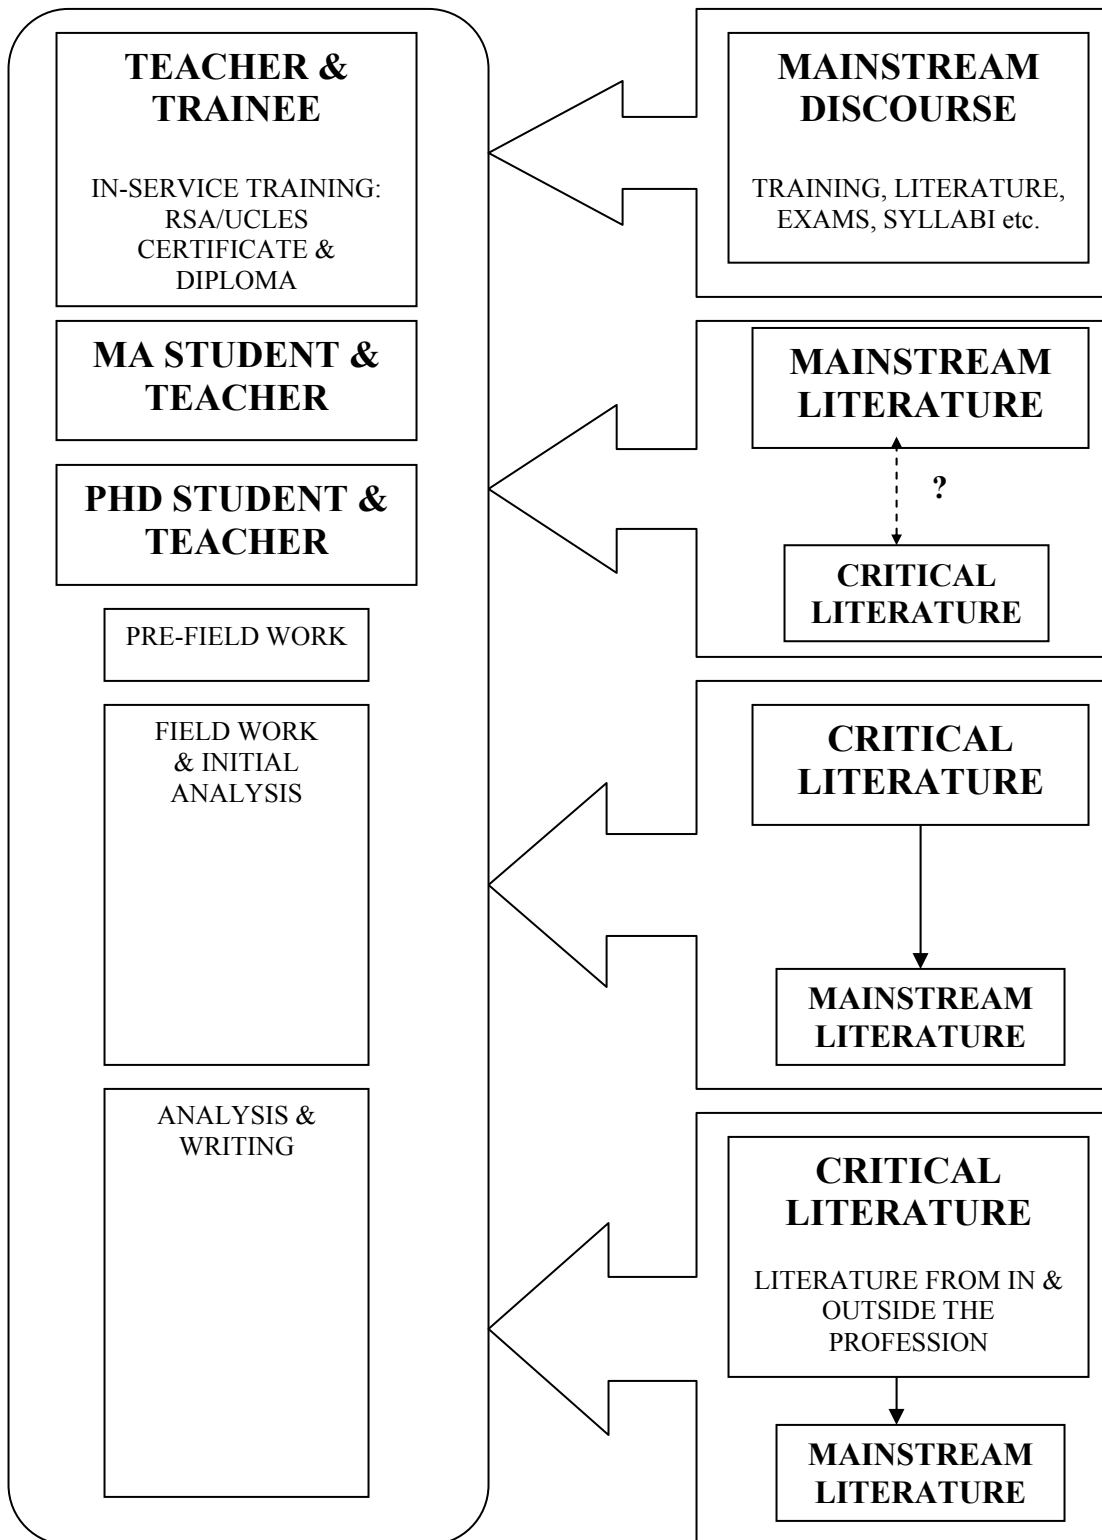 TEACHER &
TRAINEE
IN-SERVICE TRAINING:
RSA/UCLES
CERTIFICATE &
DIPLOMA
MA STUDENT &
TEACHER
PHD STUDENT &
TEACHER
PRE-FIELD WORK
FIELD WORK
& INITIAL
ANALYSIS
ANALYSIS &
WRITING
MAINSTREAM
DISCOURSE
TRAINING, LITERATURE,
EXAMS, SYLLABI etc.
MAINSTREAM
LITERATURE
?
CRITICAL
LITERATURE
CRITICAL
LITERATURE
MAINSTREAM
LITERATURE
CRITICAL
LITERATURE
LITERATURE FROM IN &
OUTSIDE THE
PROFESSION
MAINSTREAM
LITERATURE